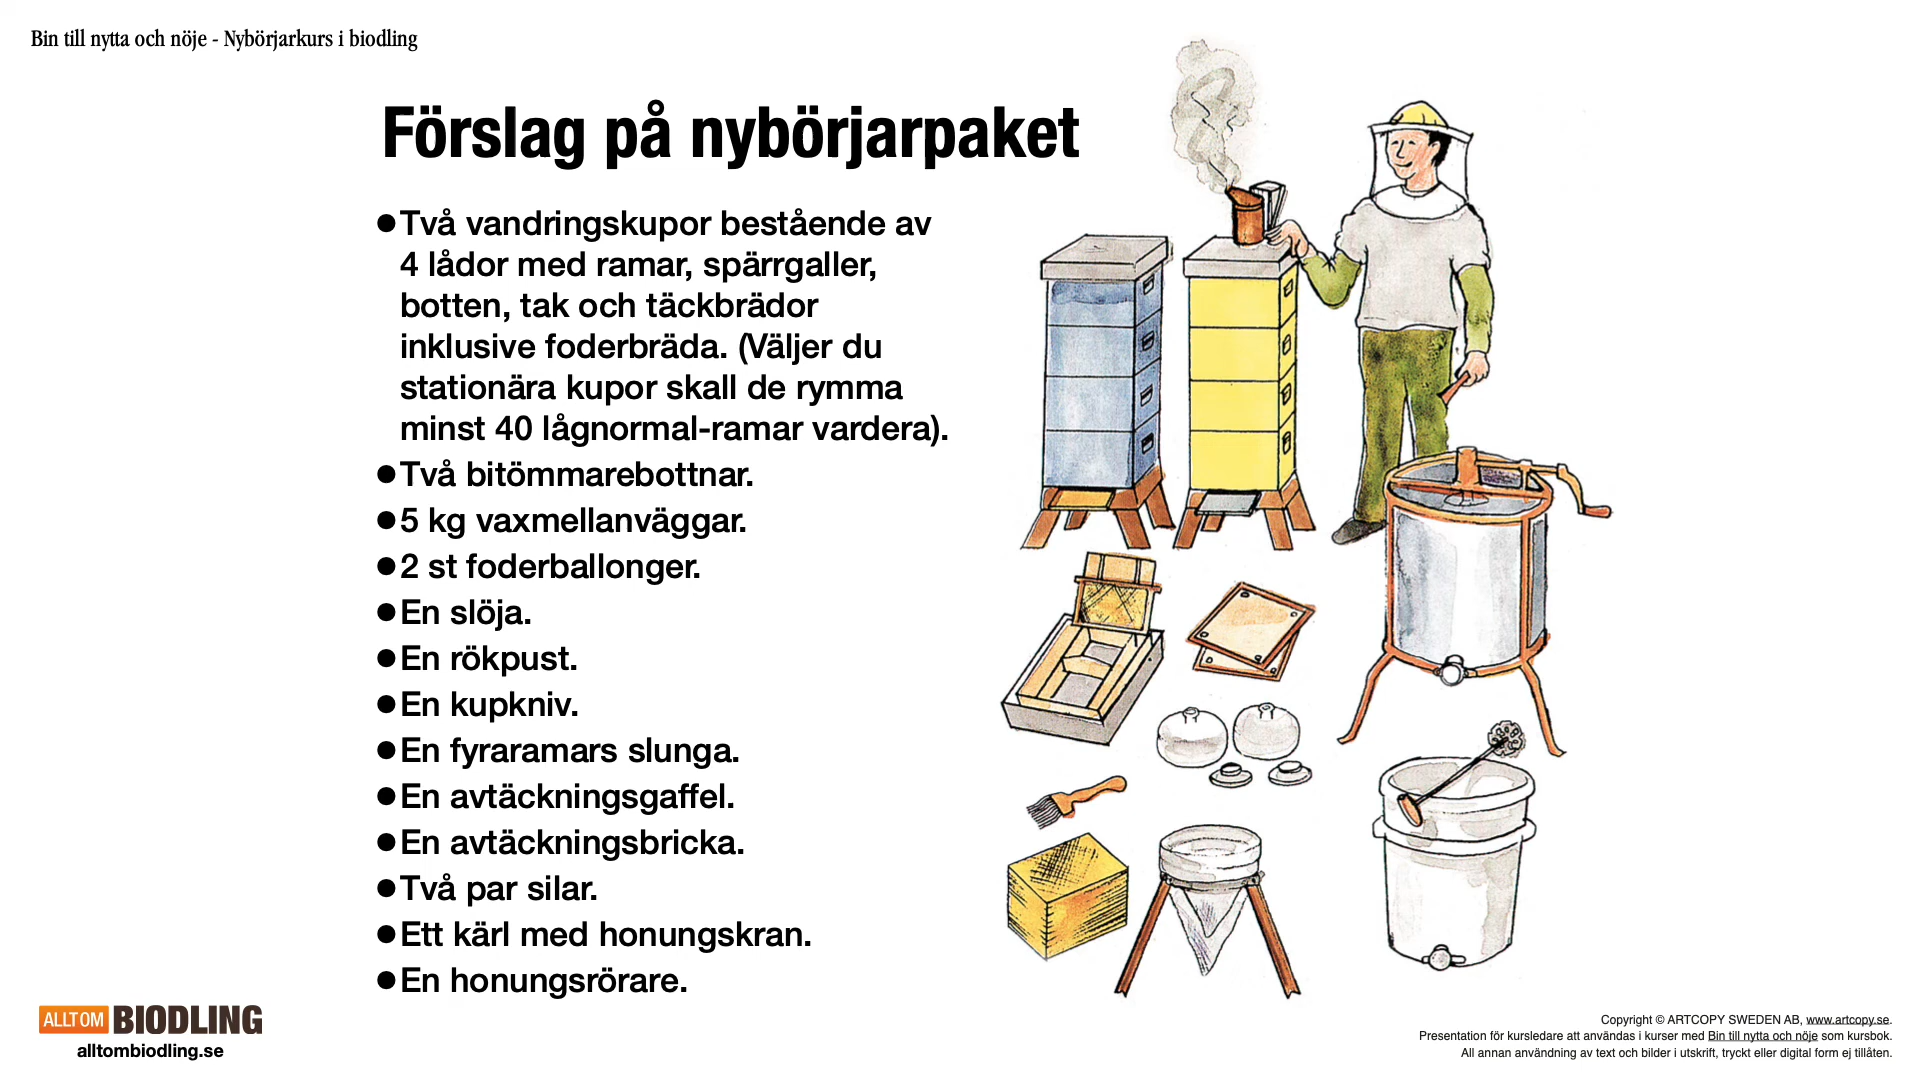 Bin till nytta och nöje - Nybörjarkurs i biodling
Förslag på nybörjarpaket
●Två vandringskupor bestående av
4 lådor med ramar, spärrgaller,
botten, tak och täckbrädor
inklusive foderbräda. (Väljer du
stationära kupor skall de rymma
minst 40 lågnormal-ramar vardera).
●Två bitömmarebottnar.
●5 kg vaxmellanväggar.
●2 st foderballonger.
●En slöja.
●En rökpust.
●En kupkniv.
●En fyraramars slunga.
●En avtäckningsgaffel.
●En avtäckningsbricka.
●Två par silar.
●Ett kärl med honungskran.
●En honungsrörare.
ALLTOM BIODLING
alltombiodling.se
Copyright © ARTCOPY SWEDEN AB, www.artcopy.se.
Presentation för kursledare att användas i kurser med Bin till nytta och nöje som kursbok.
All annan användning av text och bilder i utskrift, tryckt eller digital form ej tillåten.